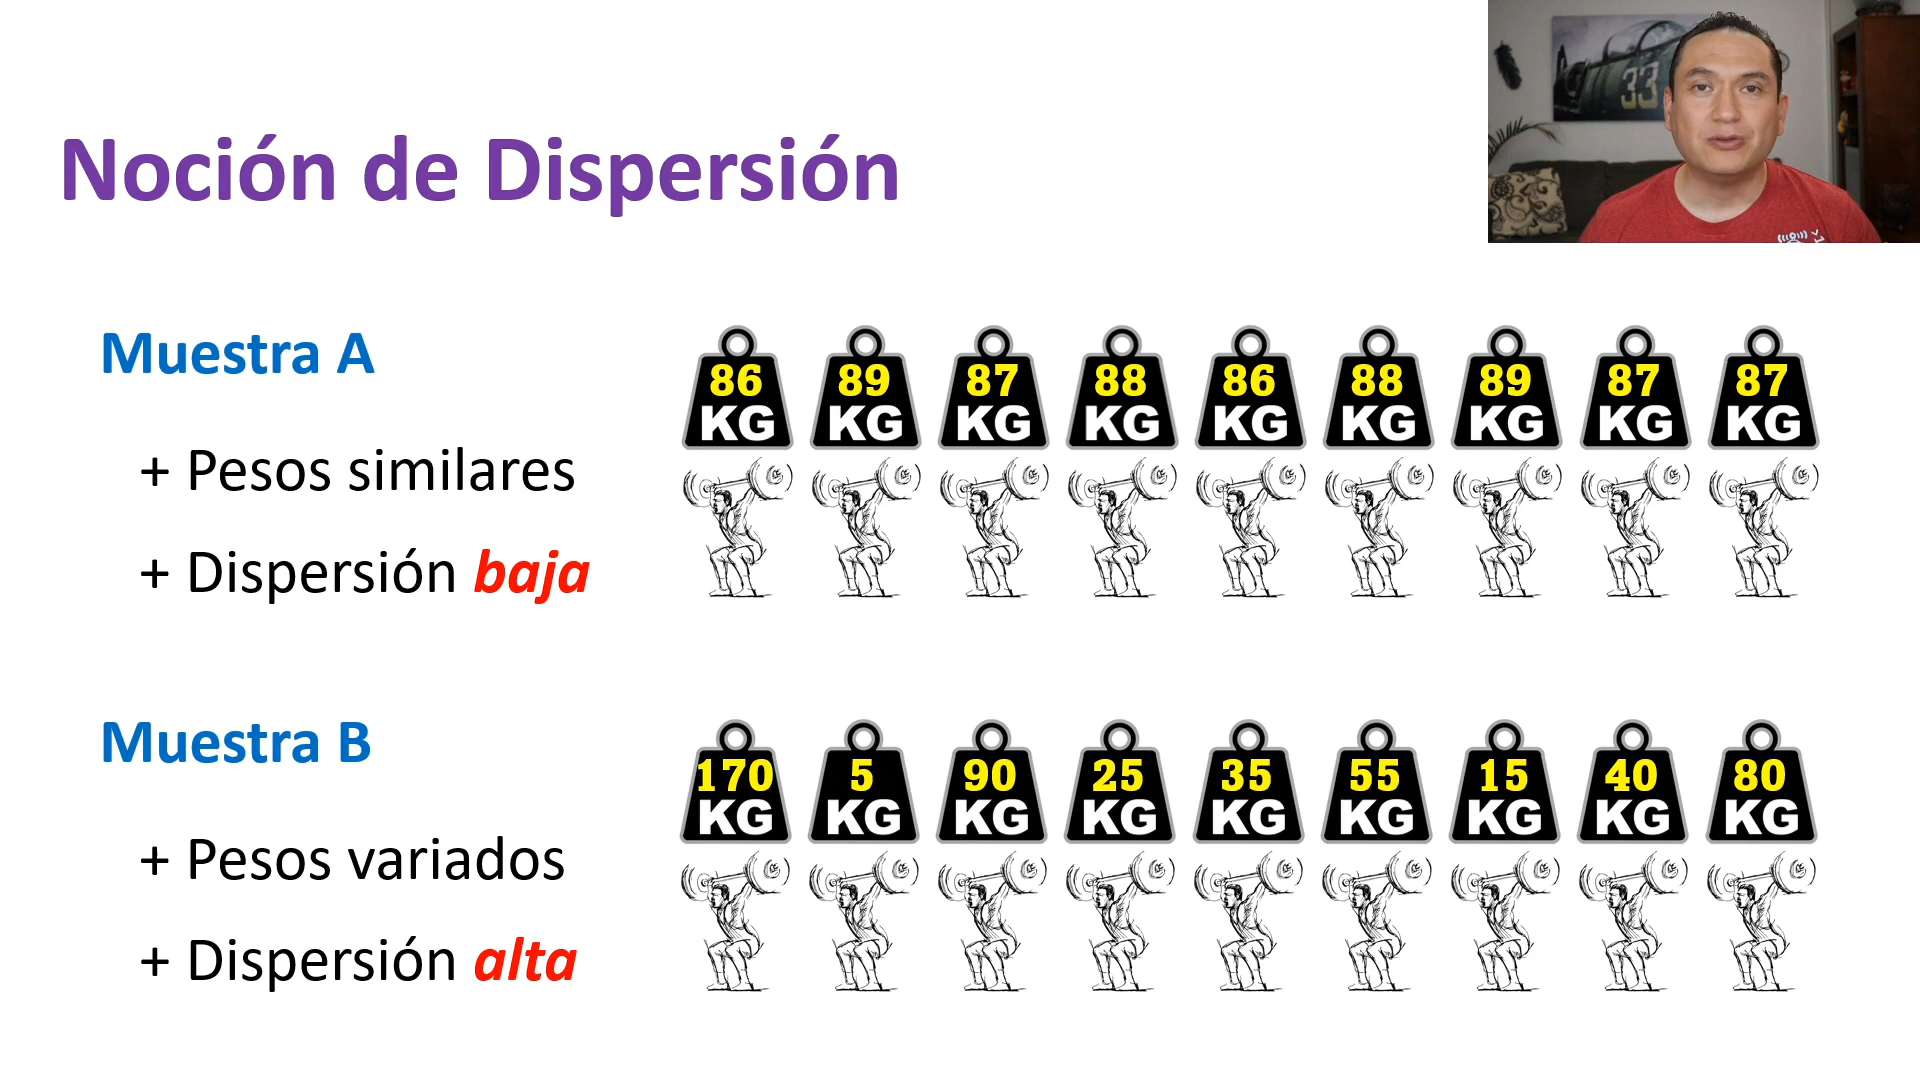 33
Noción de Dispersión
Muestra A
+ Pesos similares
+ Dispersión baja
86 KG 89 KG 87 KG 88 KG 86 KG 88 KG 89 KG 87 KG 87 KG
Muestra B
+ Pesos variados
+ Dispersión alta
170 KG 5 KG 90 KG 25 KG 35 KG 55 KG 15 KG 40 KG 80 KG